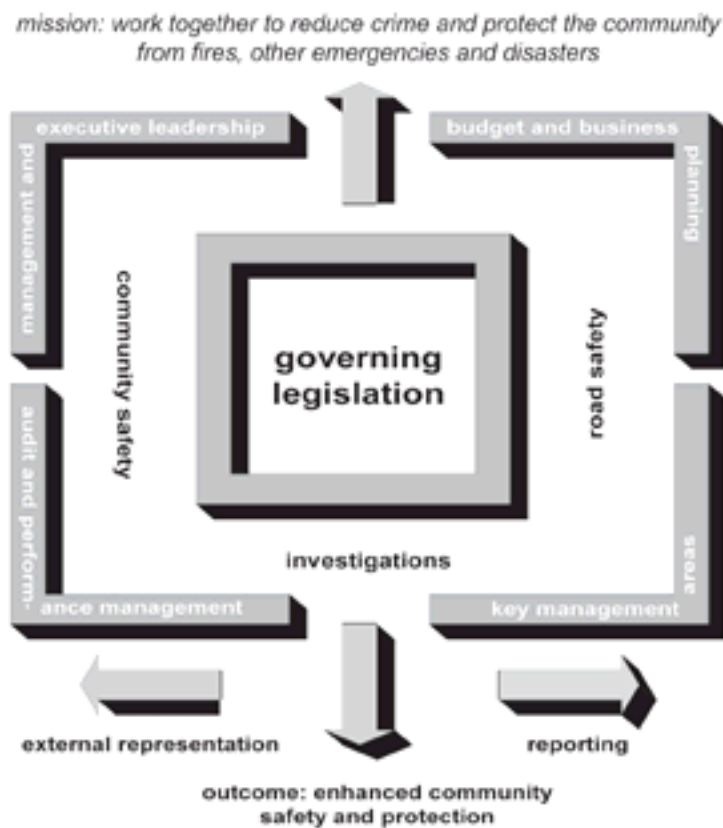 mission: work together to reduce crime and protect the community
from fires, other emergencies and disasters
management and
executive leadership
budget and business
planning
community safety
governing
legislation
road safety
investigations
audit and perform-
ance management
key management
areas
external representation
reporting
outcome: enhanced community
safety and protection